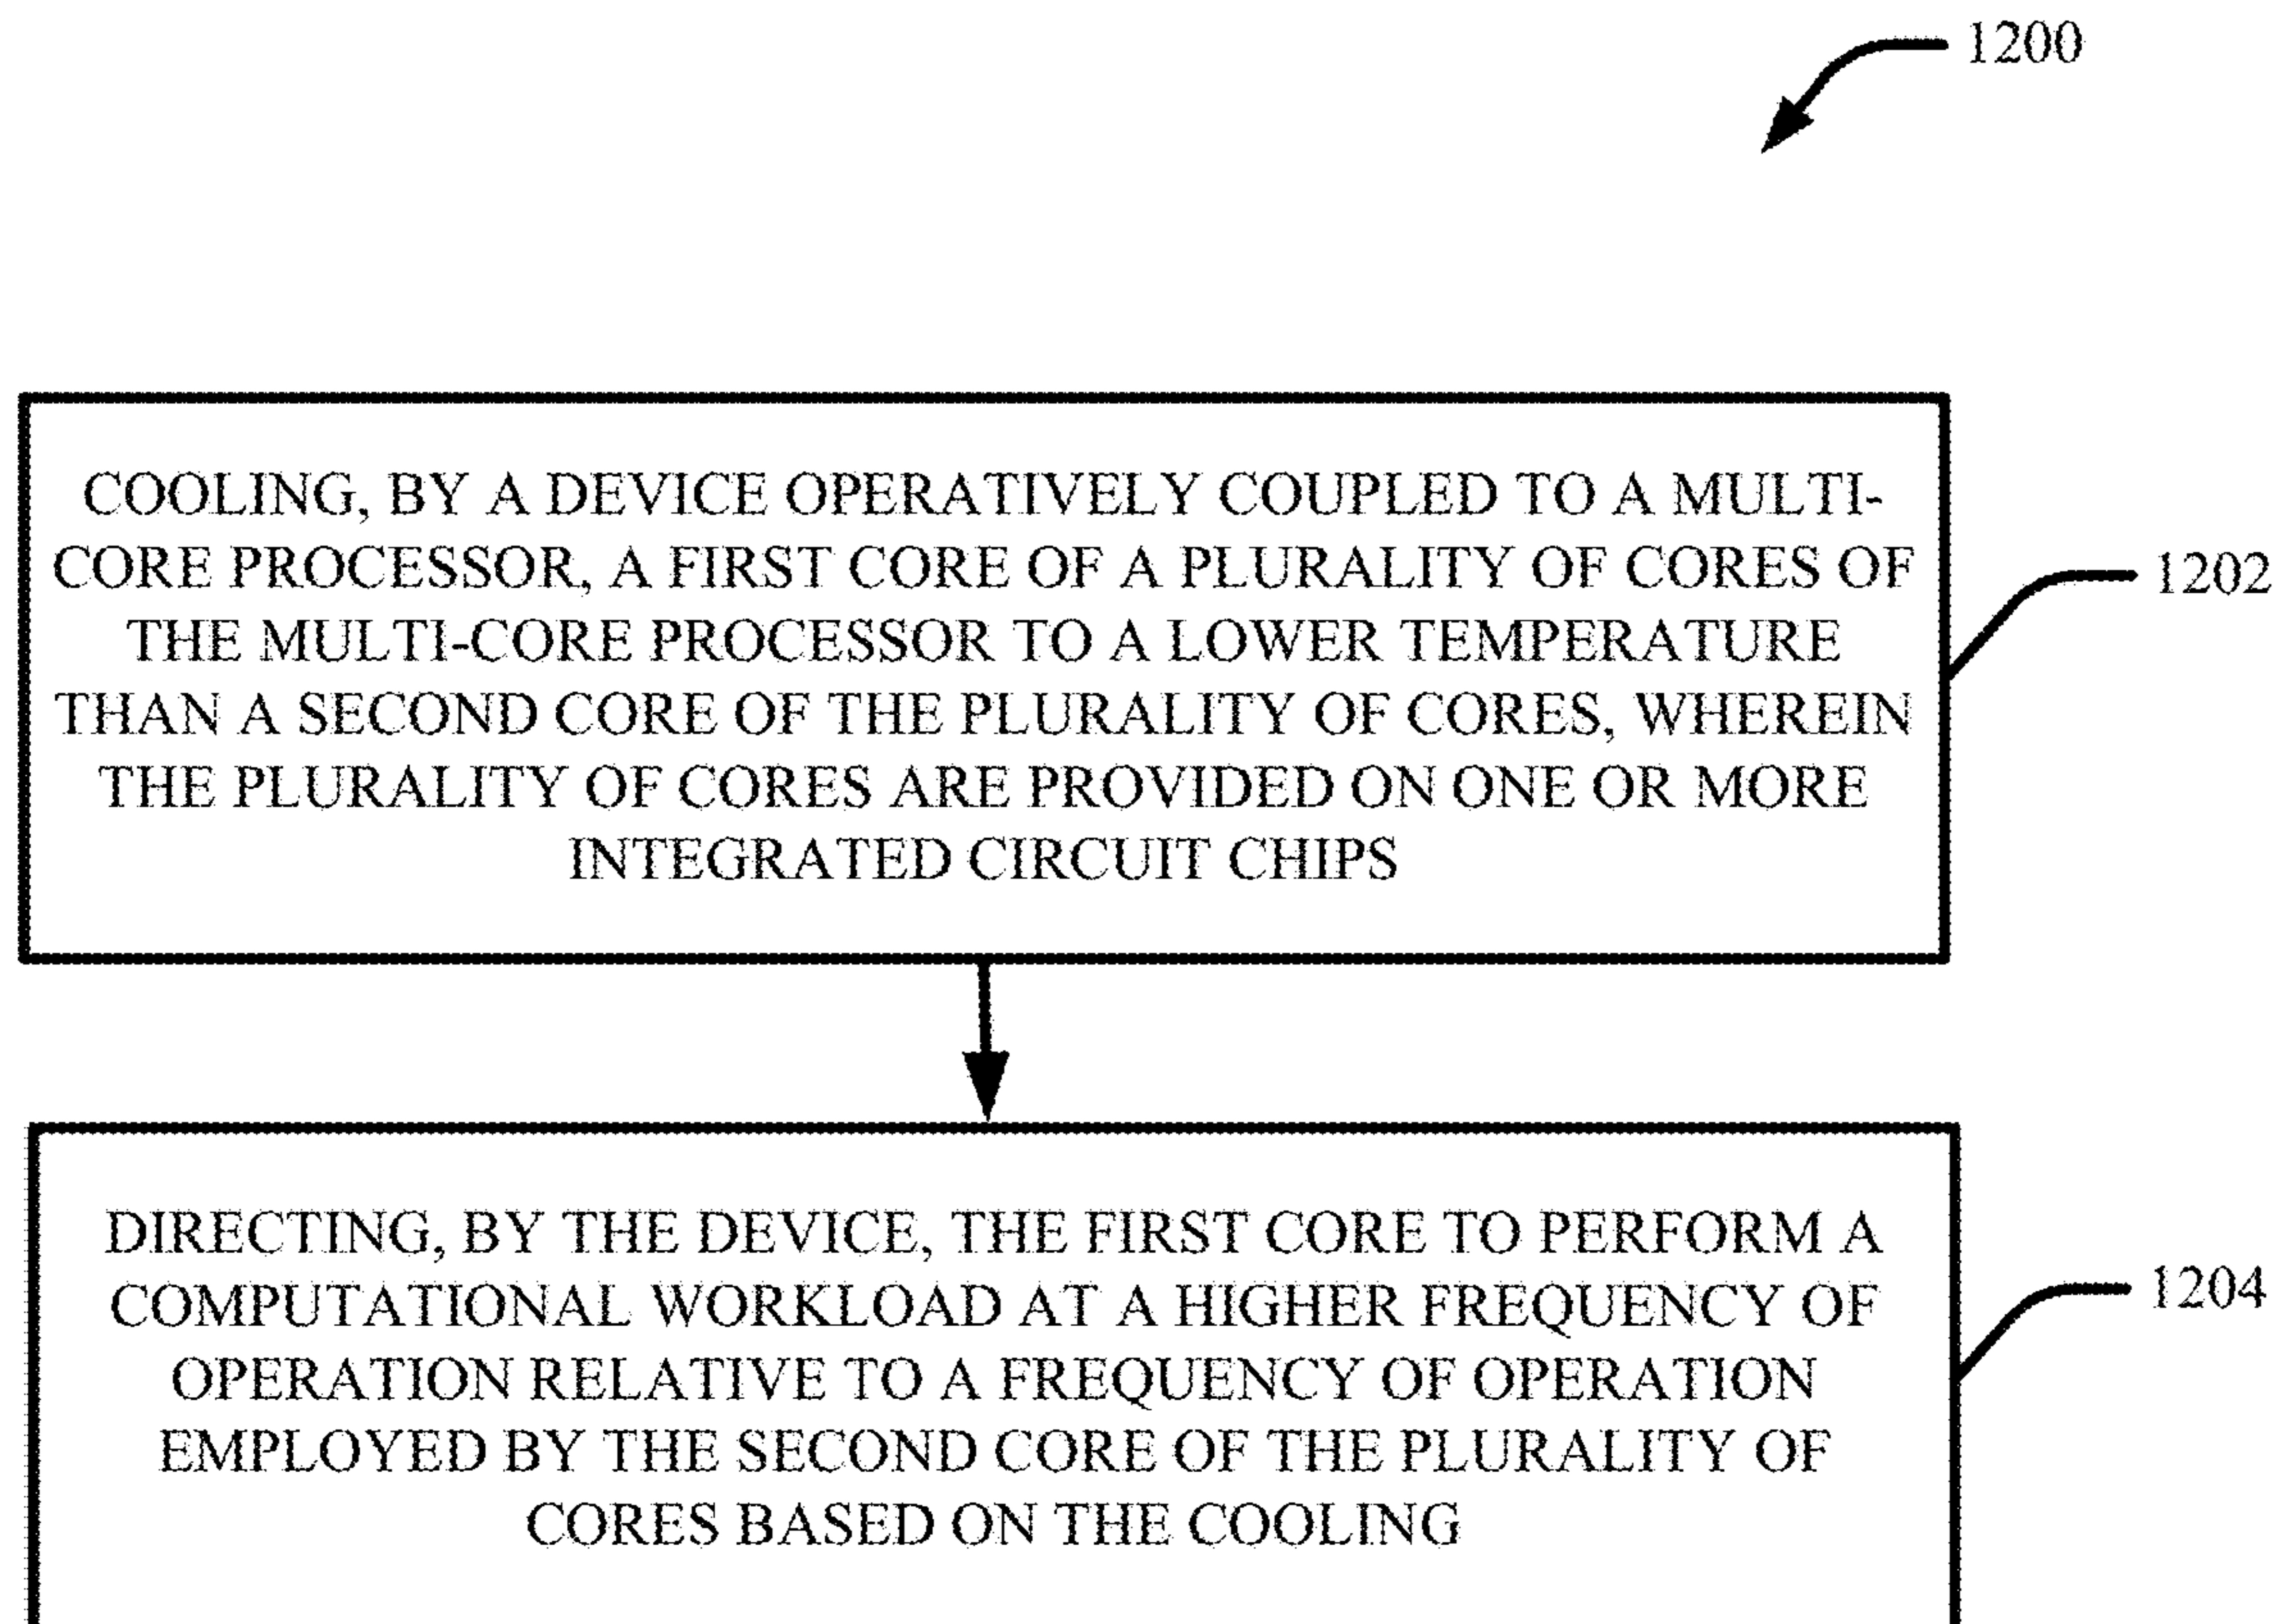 1200
COOLING, BY A DEVICE OPERATIVELY COUPLED TO A MULTI-
CORE PROCESSOR, A FIRST CORE OF A PLURALITY OF CORES OF
THE MULTI-CORE PROCESSOR TO A LOWER TEMPERATURE
THAN A SECOND CORE OF THE PLURALITY OF CORES, WHEREIN
THE PLURALITY OF CORES ARE PROVIDED ON ONE OR MORE
INTEGRATED CIRCUIT CHIPS
1202
DIRECTING, BY THE DEVICE, THE FIRST CORE TO PERFORM A
COMPUTATIONAL WORKLOAD AT A HIGHER FREQUENCY OF
OPERATION RELATIVE TO A FREQUENCY OF OPERATION
EMPLOYED BY THE SECOND CORE OF THE PLURALITY OF
CORES BASED ON THE COOLING
1204